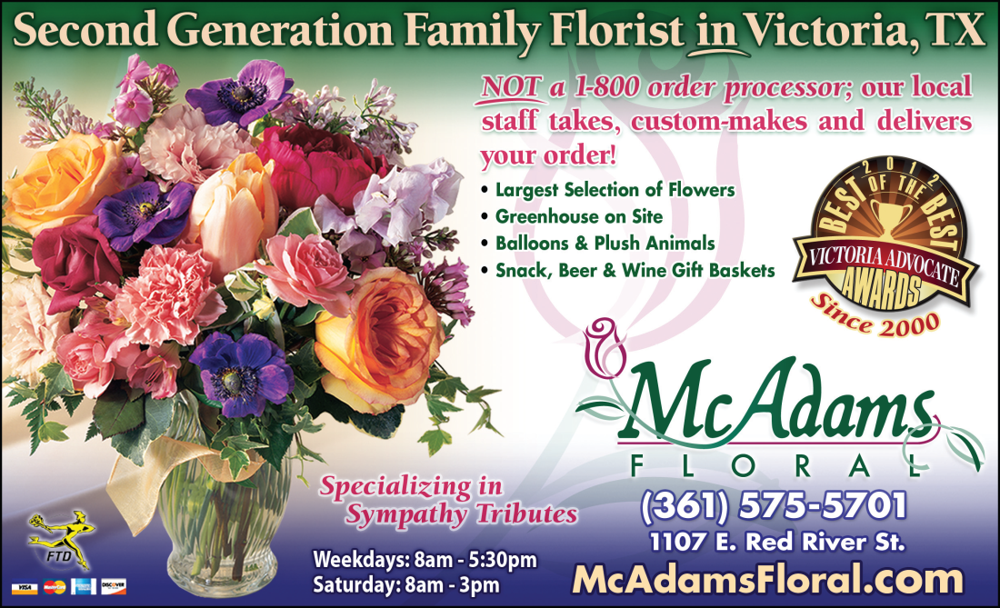 Second Generation Family Florist in Victoria, TX
NOT a 1-800 order processor; our local
staff takes, custom-makes and delivers
your order!
• Largest Selection of Flowers
• Greenhouse on Site
• Balloons & Plush Animals
• Snack, Beer & Wine Gift Baskets
2012
BEST OF THE BEST
VICTORIA ADVOCATE
AWARDS
Since 2000
McAdams
FLORAL
Specializing in
Sympathy Tributes
(361) 575-5701
1107 E. Red River St.
McAdamsFloral.com
Weekdays: 8am - 5:30pm
Saturday: 8am - 3pm
FTD
VISA MasterCard DISCOVER